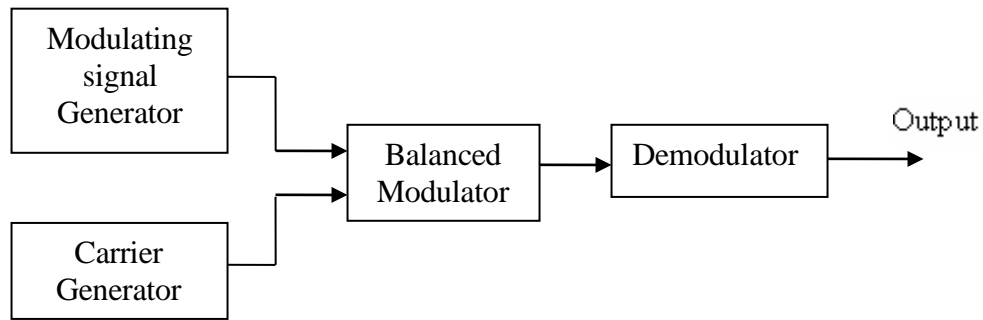 Modulating
signal
Generator
Balanced
Modulator
Demodulator
Output
Carrier
Generator